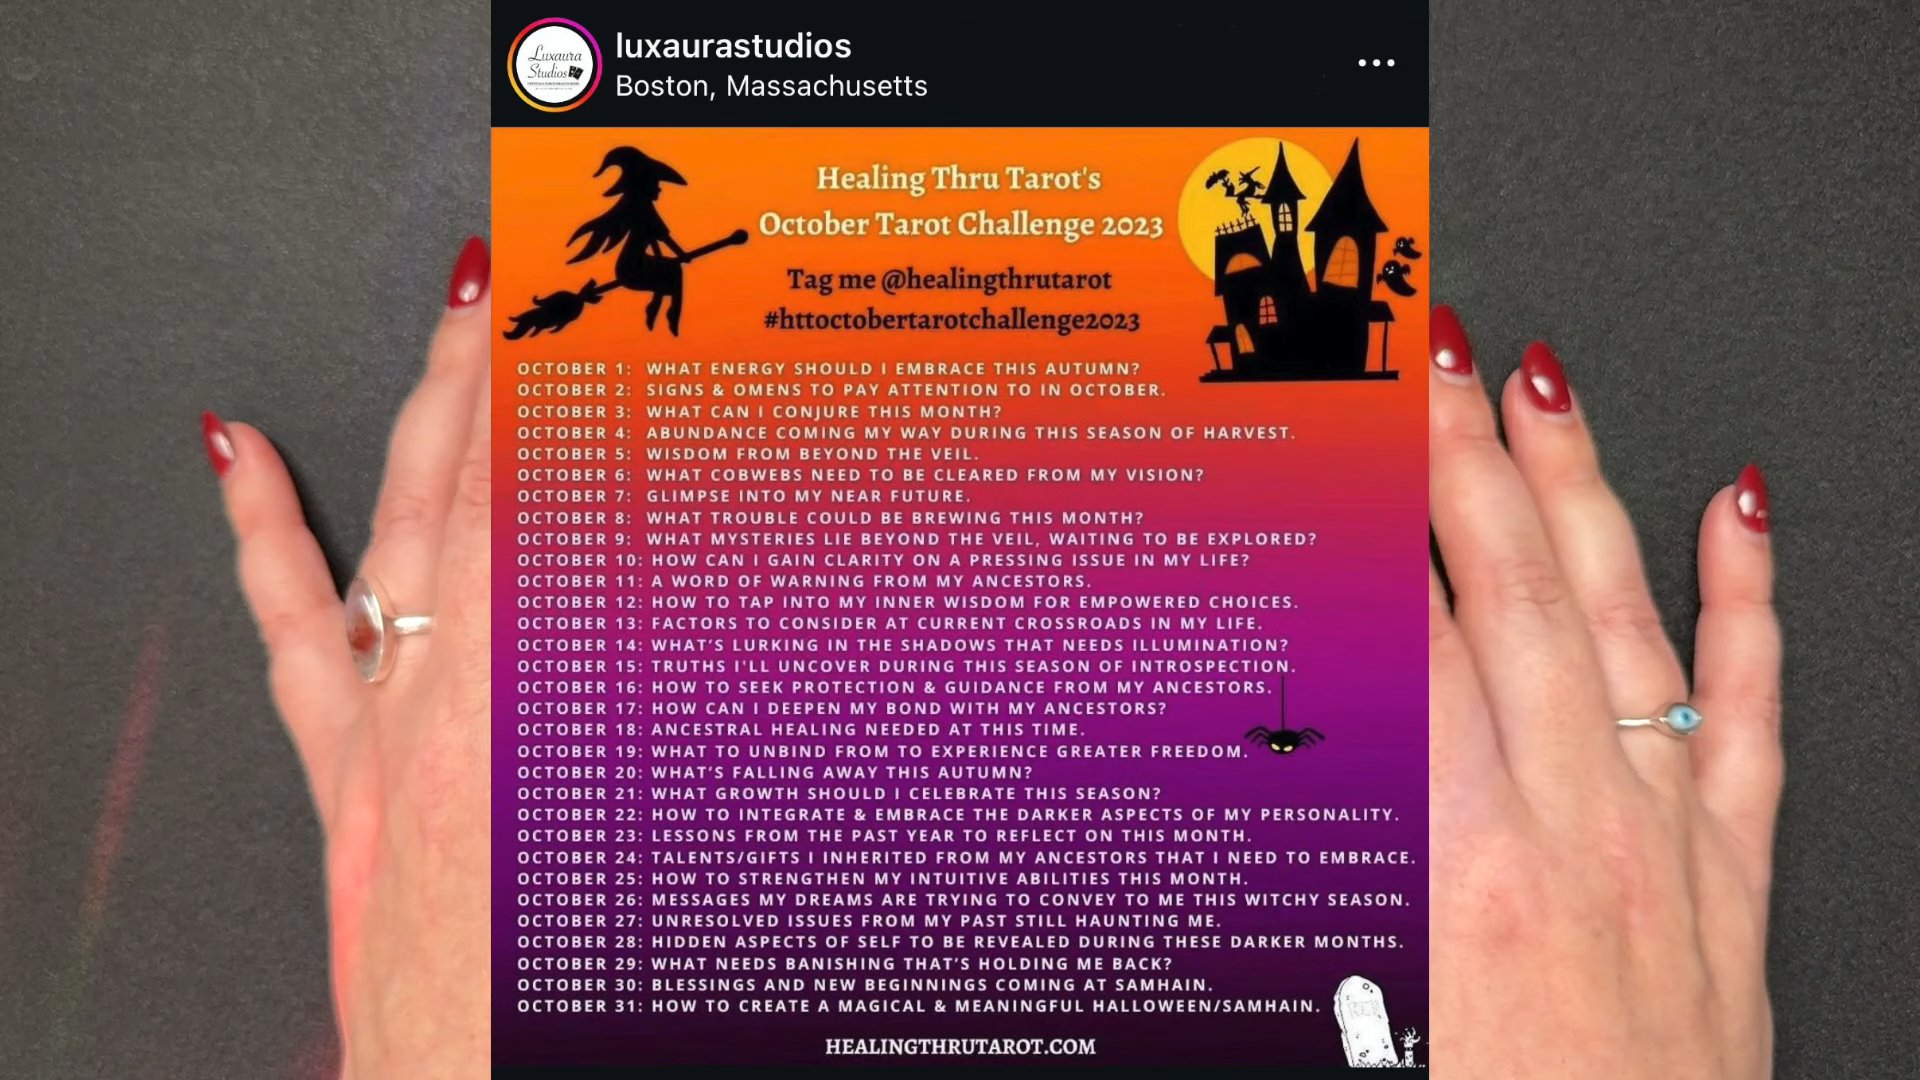 Luxaura
Studios
luxaurastudios
Boston, Massachusetts
Healing Thru Tarot's
October Tarot Challenge 2023
Tag me @healingthrutarot
#httoctobertarotchallenge2023
OCTOBER 1: WHAT ENERGY SHOULD I EMBRACE THIS AUTUMN?
OCTOBER 2: SIGNS & OMENS TO PAY ATTENTION TO IN OCTOBER.
OCTOBER 3: WHAT CAN I CONJURE THIS MONTH?
OCTOBER 4: ABUNDANCE COMING MY WAY DURING THIS SEASON OF HARVEST.
OCTOBER 5: WISDOM FROM BEYOND THE VEIL.
OCTOBER 6: WHAT COBWEBS NEED TO BE CLEARED FROM MY VISION?
OCTOBER 7: GLIMPSE INTO MY NEAR FUTURE.
OCTOBER 8: WHAT TROUBLE COULD BE BREWING THIS MONTH?
OCTOBER 9: WHAT MYSTERIES LIE BEYOND THE VEIL, WAITING TO BE EXPLORED?
OCTOBER 10: HOW CAN I GAIN CLARITY ON A PRESSING ISSUE IN MY LIFE?
OCTOBER 11: A WORD OF WARNING FROM MY ANCESTORS.
OCTOBER 12: HOW TO TAP INTO MY INNER WISDOM FOR EMPOWERED CHOICES.
OCTOBER 13: FACTORS TO CONSIDER AT CURRENT CROSSROADS IN MY LIFE.
OCTOBER 14: WHAT'S LURKING IN THE SHADOWS THAT NEEDS ILLUMINATION?
OCTOBER 15: TRUTHS I'LL UNCOVER DURING THIS SEASON OF INTROSPECTION.
OCTOBER 16: HOW TO SEEK PROTECTION & GUIDANCE FROM MY ANCESTORS.
OCTOBER 17: HOW CAN I DEEPEN MY BOND WITH MY ANCESTORS?
OCTOBER 18: ANCESTRAL HEALING NEEDED AT THIS TIME.
OCTOBER 19: WHAT TO UNBIND FROM TO EXPERIENCE GREATER FREEDOM.
OCTOBER 20: WHAT'S FALLING AWAY THIS AUTUMN?
OCTOBER 21: WHAT GROWTH SHOULD I CELEBRATE THIS SEASON?
OCTOBER 22: HOW TO INTEGRATE & EMBRACE THE DARKER ASPECTS OF MY PERSONALITY.
OCTOBER 23: LESSONS FROM THE PAST YEAR TO REFLECT ON THIS MONTH.
OCTOBER 24: TALENTS/GIFTS I INHERITED FROM MY ANCESTORS THAT I NEED TO EMBRACE.
OCTOBER 25: HOW TO STRENGTHEN MY INTUITIVE ABILITIES THIS MONTH.
OCTOBER 26: MESSAGES MY DREAMS ARE TRYING TO CONVEY TO ME THIS WITCHY SEASON.
OCTOBER 27: UNRESOLVED ISSUES FROM MY PAST STILL HAUNTING ME.
OCTOBER 28: HIDDEN ASPECTS OF SELF TO BE REVEALED DURING THESE DARKER MONTHS.
OCTOBER 29: WHAT NEEDS BANISHING THAT'S HOLDING ME BACK?
OCTOBER 30: BLESSINGS AND NEW BEGINNINGS COMING AT SAMHAIN.
OCTOBER 31: HOW TO CREATE A MAGICAL & MEANINGFUL HALLOWEEN/SAMHAIN.
HEALINGTHRUTAROT.COM